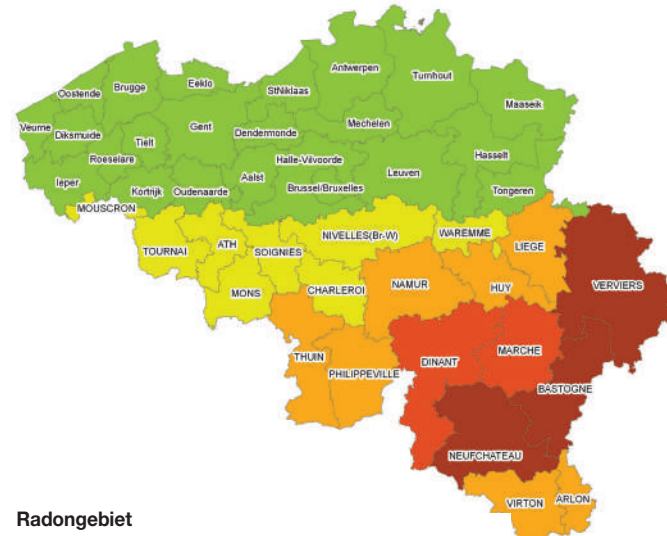 Antwerpen
Turnhout
Eeklo
StNiklaas
Brugge
Oostende
Maaseik
Gent
Mechelen
Veurne
Diksmuide
Dendermonde
Tielt
Roeselare
Halle-Vilvoorde
Hasselt
Leuven
Aalst
Ieper
Kortrijk
Oudenaarde
Brussel/Bruxelles
Tongeren
MOUSCRON
NIVELLES(Br-W)
WAREMME
ATH
LIEGE
TOURNAI
SOIGNIES
NAMUR
HUY
VERVIERS
CHARLEROI
MONS
MARCHE
THUIN
DINANT
PHILIPPEVILLE
BASTOGNE
NEUFCHATEAU
ARLON
VIRTON
Radongebiet